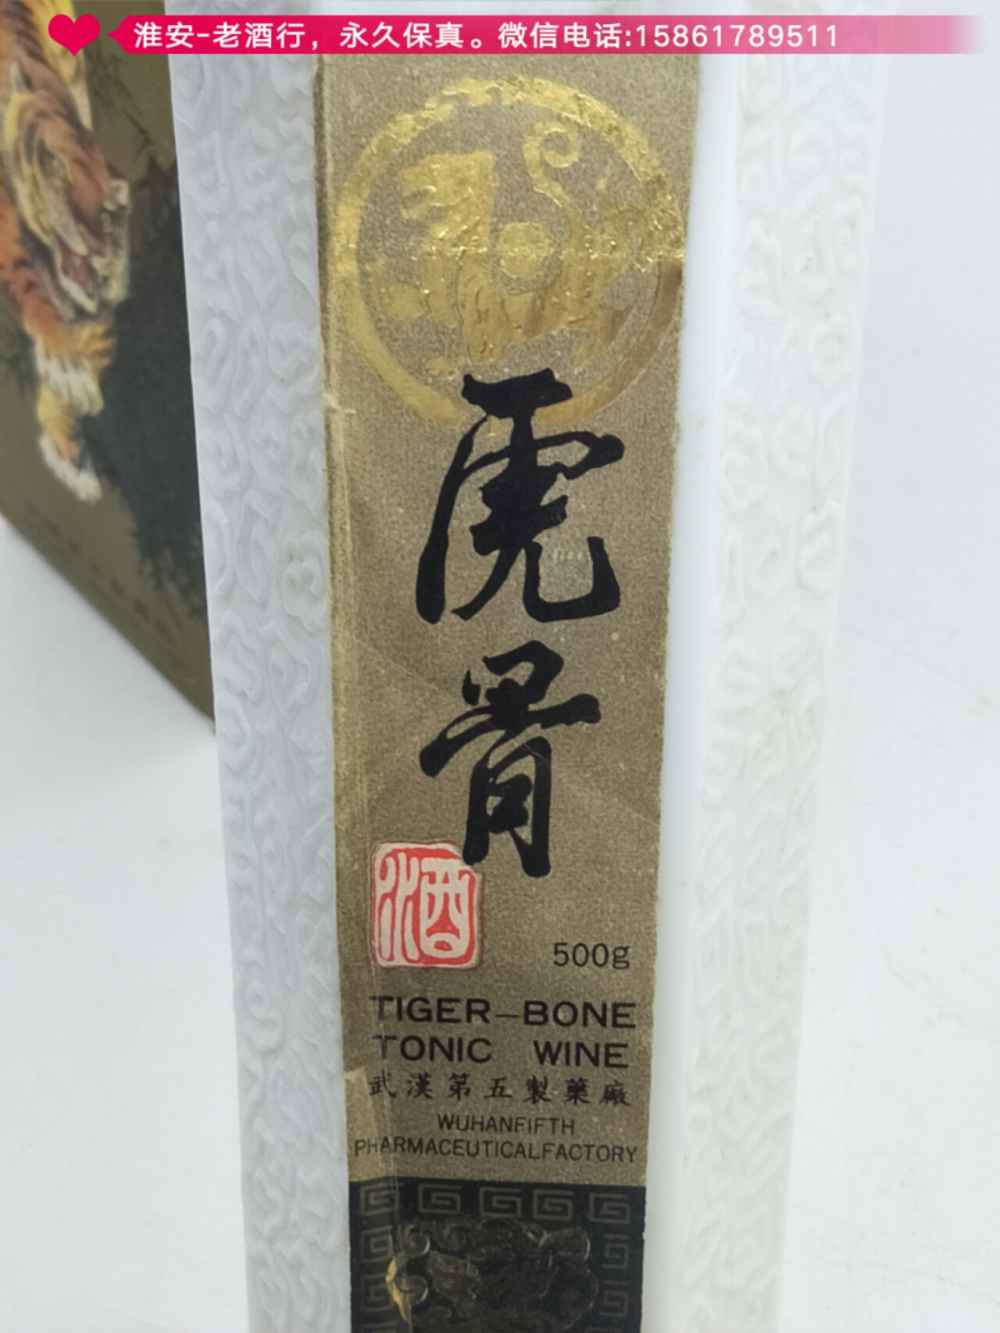 淮安-老酒行，永久保真。微信电话:15861789511
虎骨
酒
500g
TIGER-BONE
TONIC WINE
武漢第五製藥廠
WUHANFIFTH
PHARMACEUTICALFACTORY